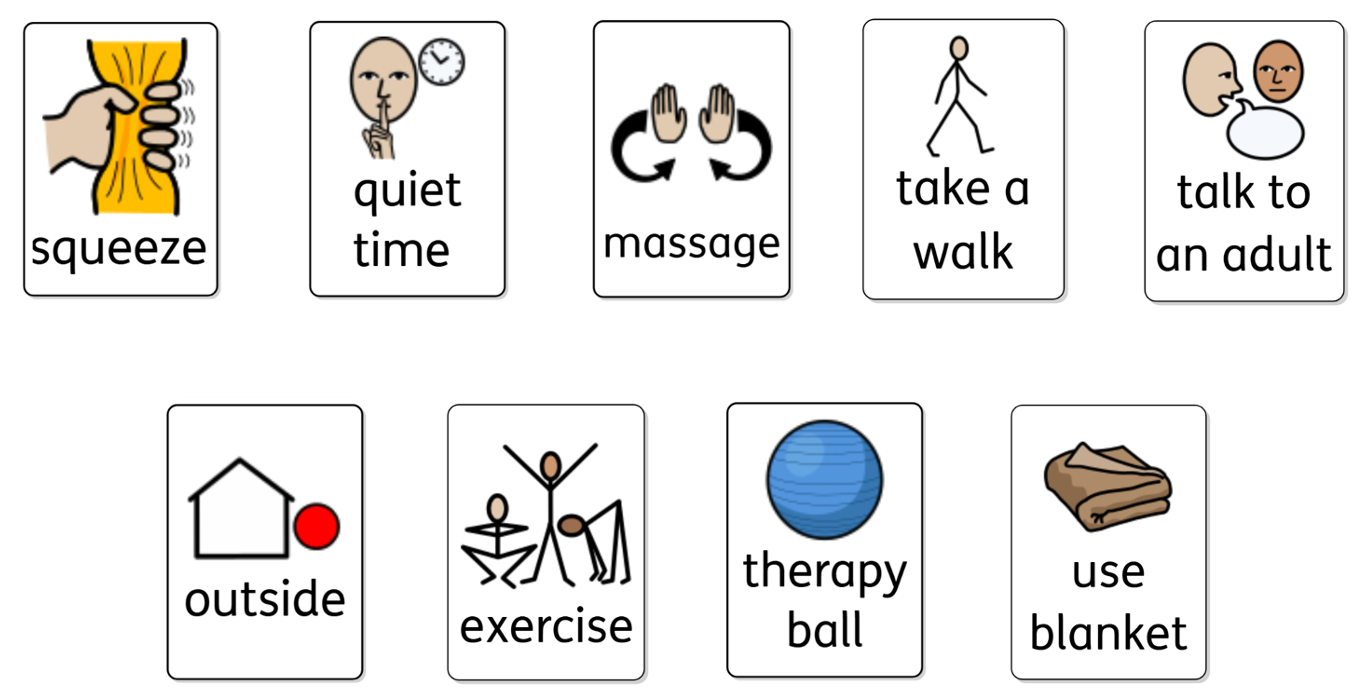 squeeze
quiet
time
massage
take a
walk
talk to
an adult
outside
exercise
therapy
ball
use
blanket